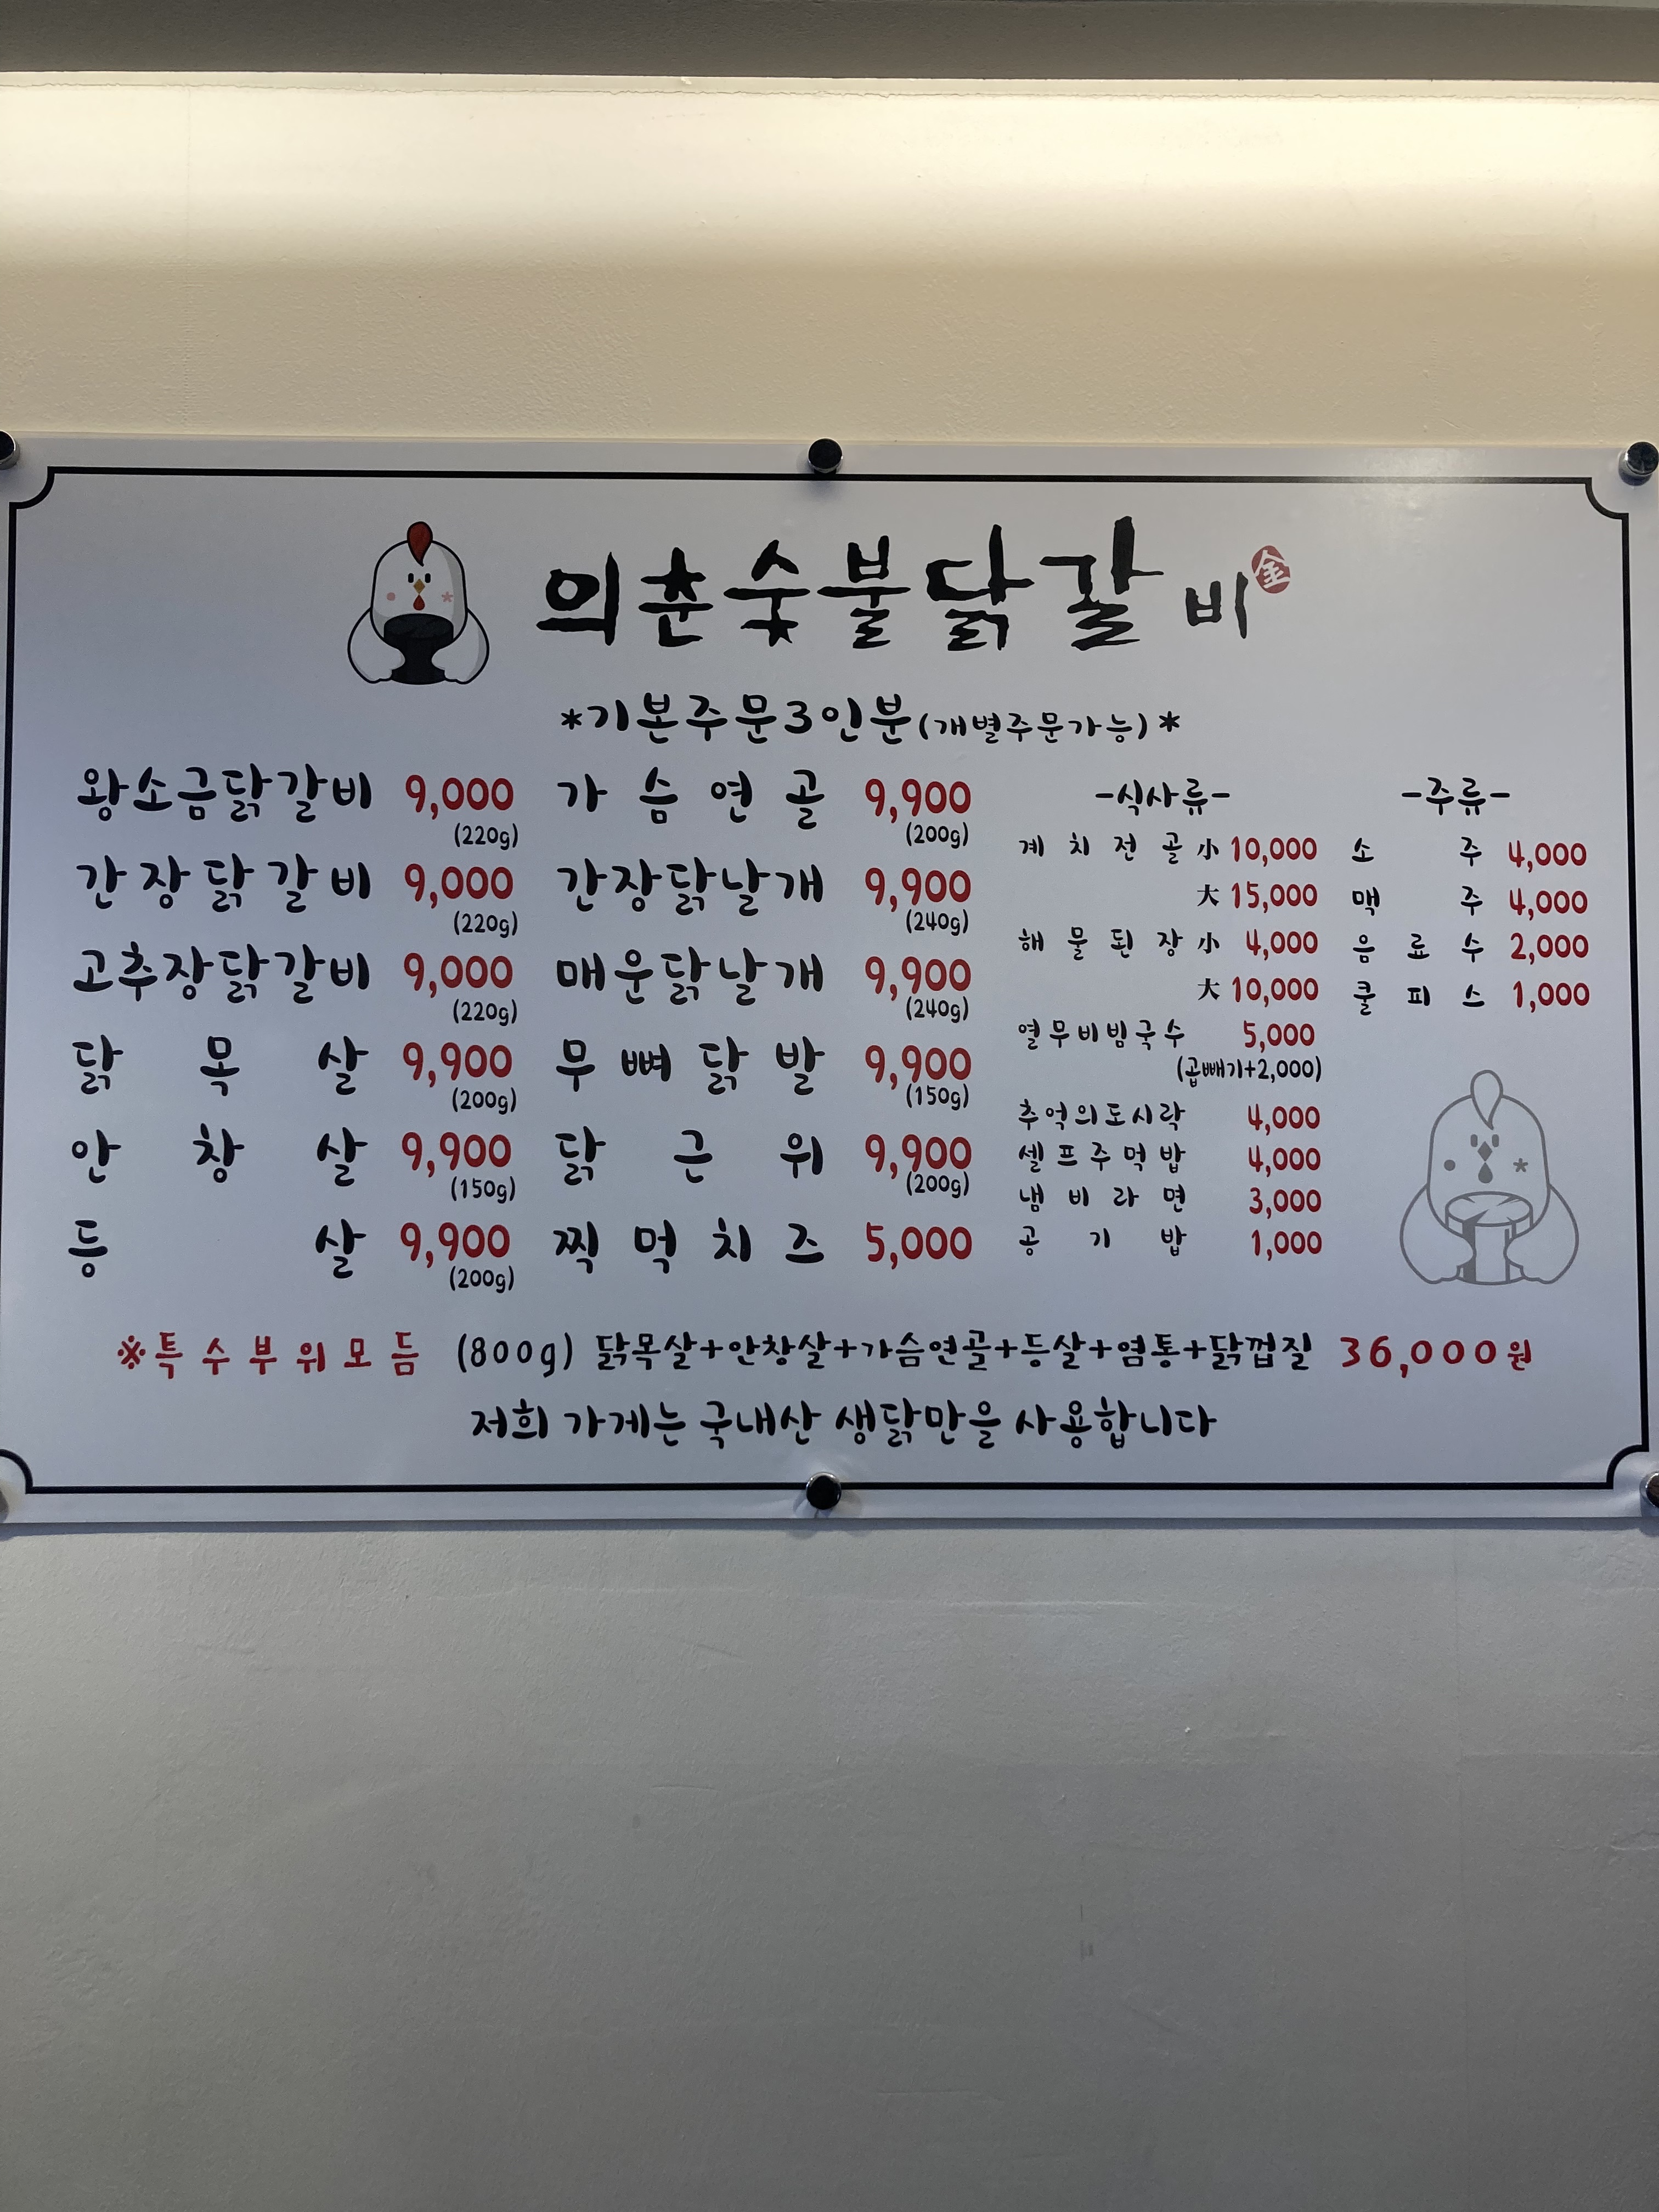 의춘숯불닭갈비 金
*기본주문3인분(개별주문가능)*
왕소금닭갈비 9,000
(220g)
간장닭갈비 9,000
(220g)
고추장닭갈비 9,000
(220g)
닭목살 9,900
(200g)
안창살 9,900
(150g)
등살 9,900
(200g)
가슴연골 9,900
(200g)
간장닭날개 9,900
(240g)
매운닭날개 9,900
(240g)
무뼈닭발 9,900
(150g)
닭근위 9,900
(200g)
찍먹치즈 5,000
-식사류-
계치전골小 10,000
大 15,000
해물된장小 4,000
大 10,000
열무비빔국수 5,000
(곱빼기+2,000)
추억의도시락 4,000
셀프주먹밥 4,000
냄비라면 3,000
공기밥 1,000
-주류-
소주 4,000
맥주 4,000
음료수 2,000
쿨피스 1,000
※특수부위모듬 (800g) 닭목살+안창살+가슴연골+등살+염통+닭껍질 36,000원
저희 가게는 국내산 생닭만을 사용합니다